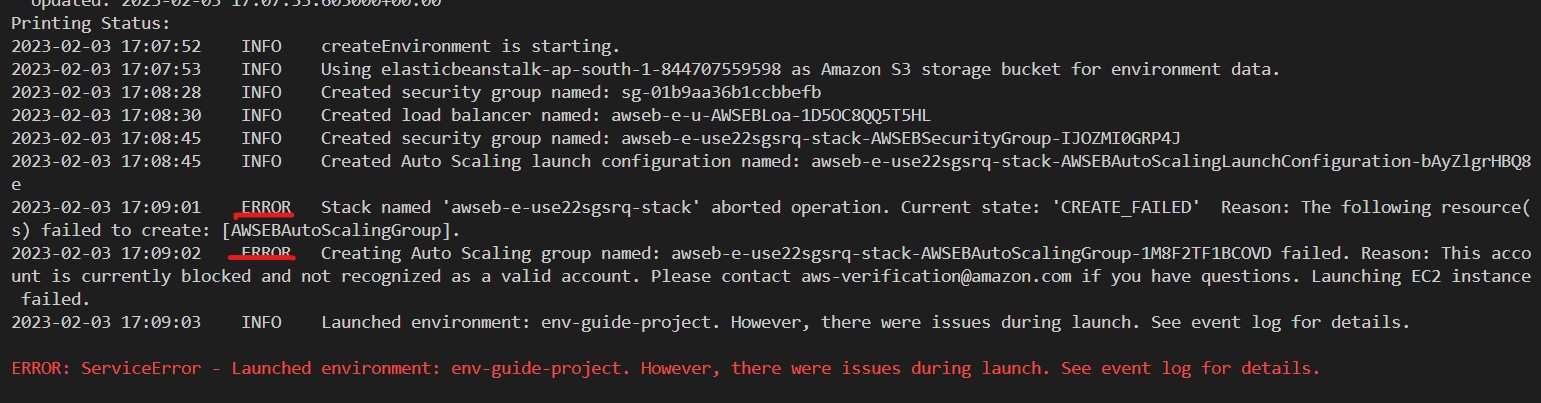 Updated: 2023-02-03 17:07:53.605000+00:00
Printing Status:
2023-02-03 17:07:52    INFO    createEnvironment is starting.
2023-02-03 17:07:53    INFO    Using elasticbeanstalk-ap-south-1-844707559598 as Amazon S3 storage bucket for environment data.
2023-02-03 17:08:28    INFO    Created security group named: sg-01b9aa36b1ccbbefb
2023-02-03 17:08:30    INFO    Created load balancer named: awseb-e-u-AWSEBLoa-1D5OC8QQ5T5HL
2023-02-03 17:08:45    INFO    Created security group named: awseb-e-use22sgsrq-stack-AWSEBSecurityGroup-IJOZMI0GRP4J
2023-02-03 17:08:45    INFO    Created Auto Scaling launch configuration named: awseb-e-use22sgsrq-stack-AWSEBAutoScalingLaunchConfiguration-bAyZlgrHBQ8
e
2023-02-03 17:09:01    ERROR   Stack named 'awseb-e-use22sgsrq-stack' aborted operation. Current state: 'CREATE_FAILED'  Reason: The following resource(
s) failed to create: [AWSEBAutoScalingGroup].
2023-02-03 17:09:02    ERROR   Creating Auto Scaling group named: awseb-e-use22sgsrq-stack-AWSEBAutoScalingGroup-1M8F2TF1BCOVD failed. Reason: This acco
unt is currently blocked and not recognized as a valid account. Please contact aws-verification@amazon.com if you have questions. Launching EC2 instance
 failed.
2023-02-03 17:09:03    INFO    Launched environment: env-guide-project. However, there were issues during launch. See event log for details.
ERROR: ServiceError - Launched environment: env-guide-project. However, there were issues during launch. See event log for details.